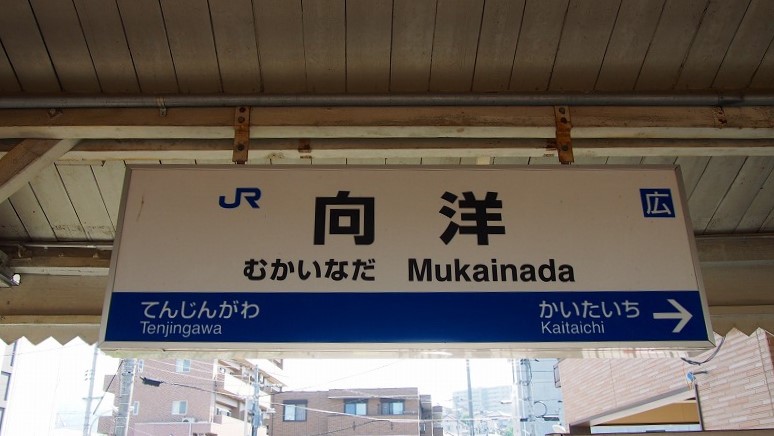 JR
向洋
広
むかいなだ Mukainada
てんじんがわ
Tenjingawa
かいたいち →
Kaitaichi